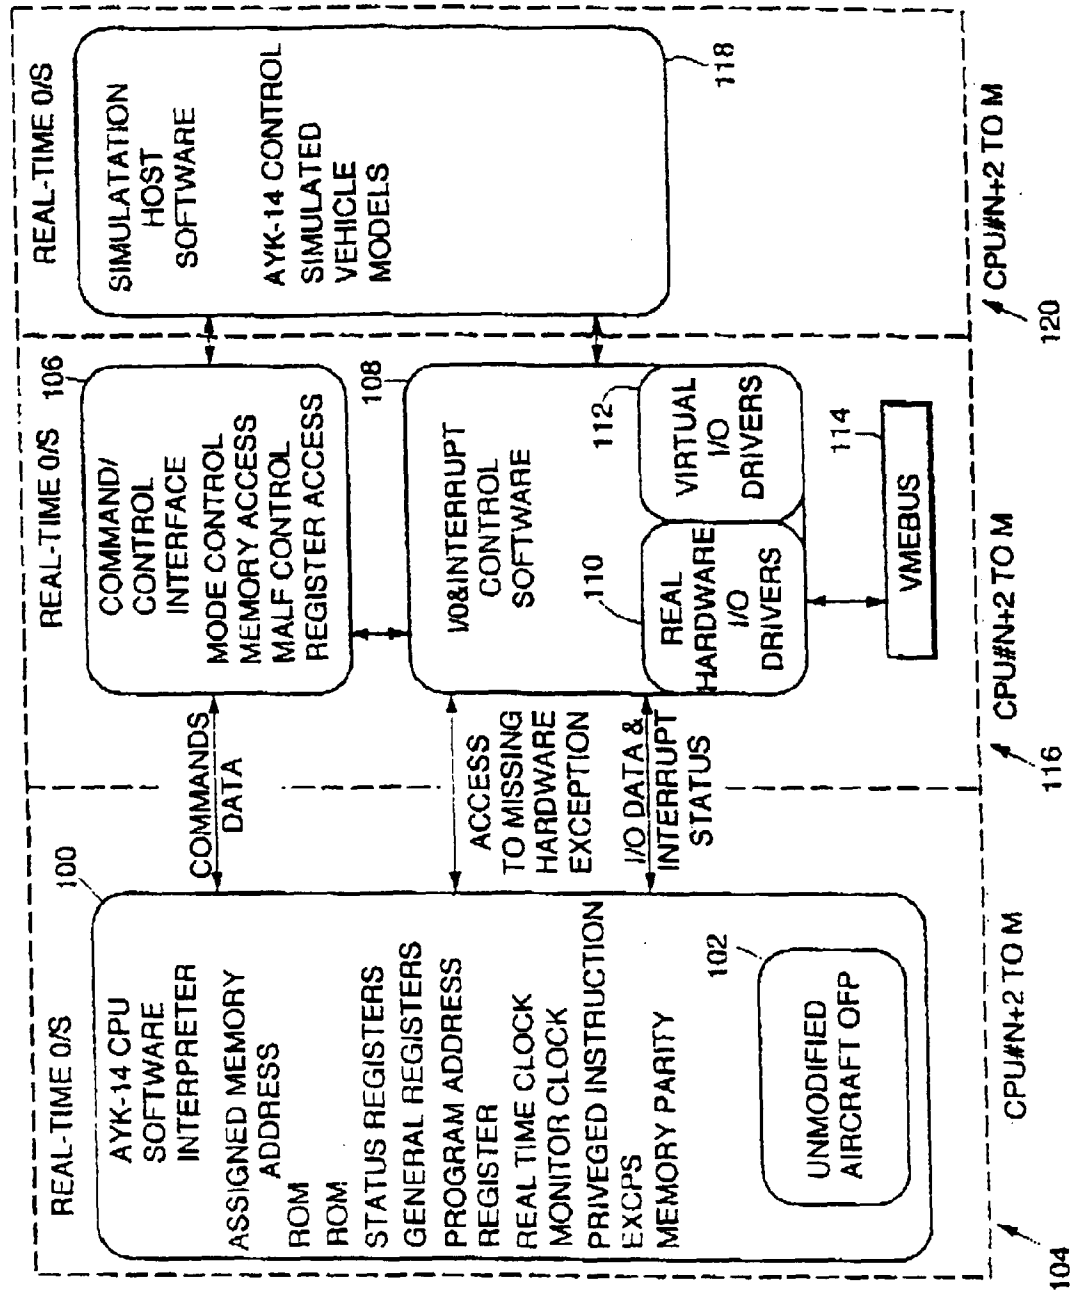 REAL-TIME 0/S
100
AYK-14 CPU
SOFTWARE
INTERPRETER
ASSIGNED MEMORY
ADDRESS
ROM
ROM
STATUS REGISTERS
GENERAL REGISTERS
PROGRAM ADDRESS
REGISTER
REAL TIME CLOCK
MONITOR CLOCK
PRIVEGED INSTRUCTION
EXCPS
MEMORY PARITY
102
UNMODIFIED
AIRCRAFT OFP
104
CPU#N+2 TO M
COMMANDS
DATA
ACCESS
TO MISSING
HARDWARE
EXCEPTION
I/O DATA &
INTERRUPT
STATUS
REAL-TIME 0/S
106
COMMAND/
CONTROL
INTERFACE
MODE CONTROL
MEMORY ACCESS
MALF CONTROL
REGISTER ACCESS
108
I/O&INTERRUPT
CONTROL
SOFTWARE
110
REAL
HARDWARE
I/O
DRIVERS
112
VIRTUAL
I/O
DRIVERS
114
VMEBUS
116
CPU#N+2 TO M
REAL-TIME 0/S
SIMULATATION
HOST
SOFTWARE
AYK-14 CONTROL
SIMULATED
VEHICLE
MODELS
118
120
CPU#N+2 TO M